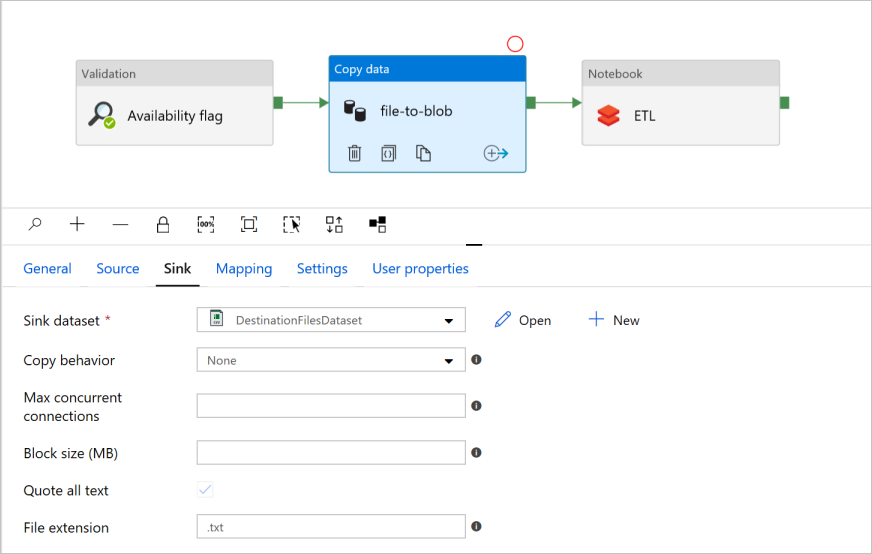 Validation
Availability flag
Copy data
file-to-blob
Notebook
ETL
100%
General Source Sink Mapping Settings User properties
Sink dataset * DestinationFilesDataset Open New
Copy behavior None
Max concurrent
connections
Block size (MB)
Quote all text
File extension .txt